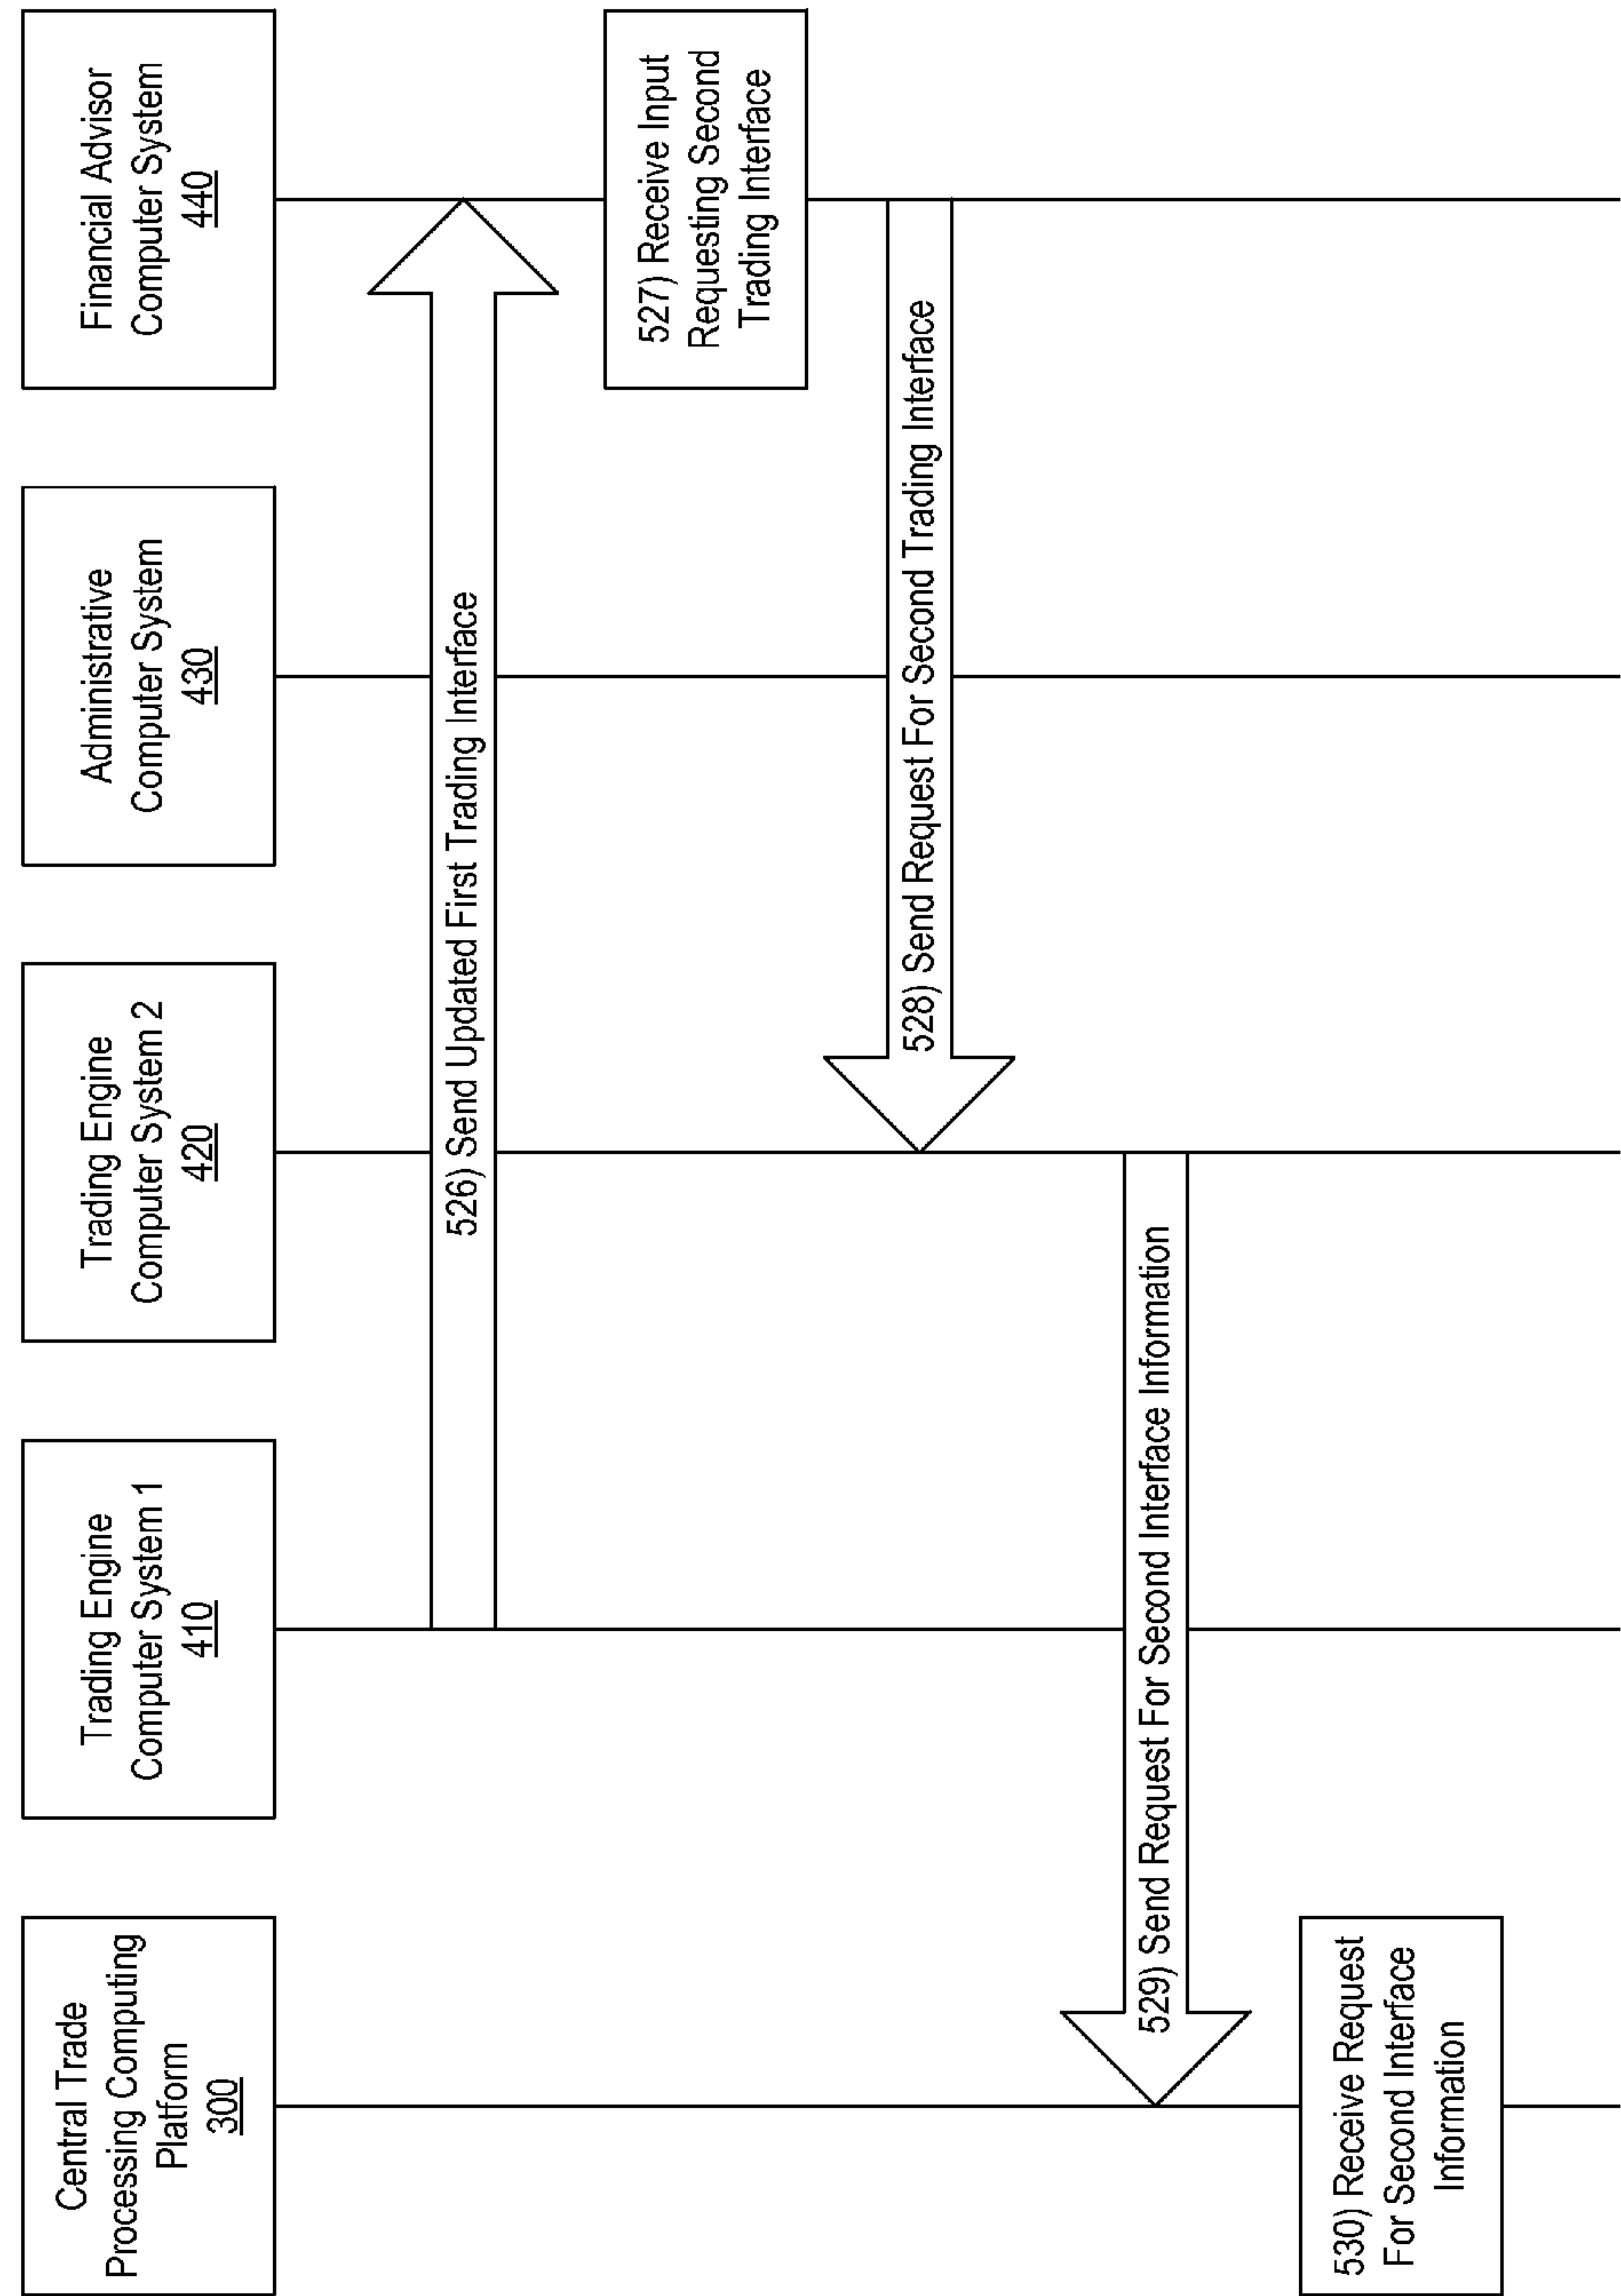 Central Trade
Processing Computing
Platform
300
Trading Engine
Computer System 1
410
Trading Engine
Computer System 2
420
Administrative
Computer System
430
Financial Advisor
Computer System
440
526) Send Updated First Trading Interface
527) Receive Input
Requesting Second
Trading Interface
528) Send Request For Second Trading Interface
529) Send Request For Second Interface Information
530) Receive Request
For Second Interface
Information